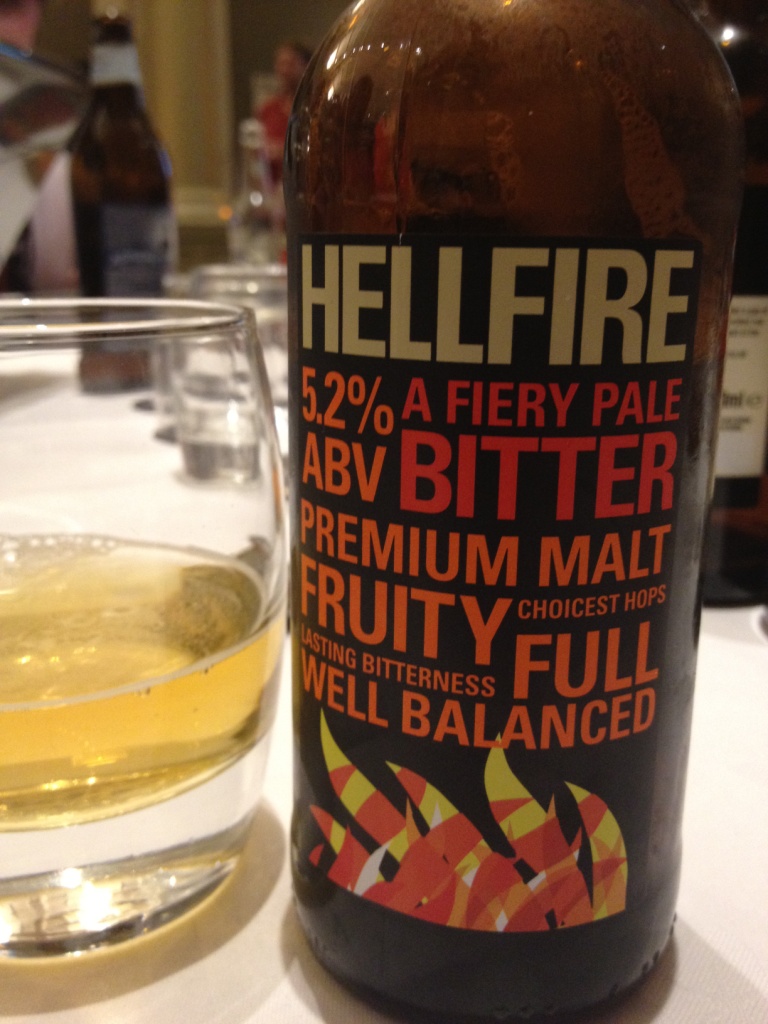 HELLFIRE
5.2% ABV
A FIERY PALE
BITTER
PREMIUM MALT
FRUITY
CHOICEST HOPS
LASTING BITTERNESS
FULL
WELL BALANCED